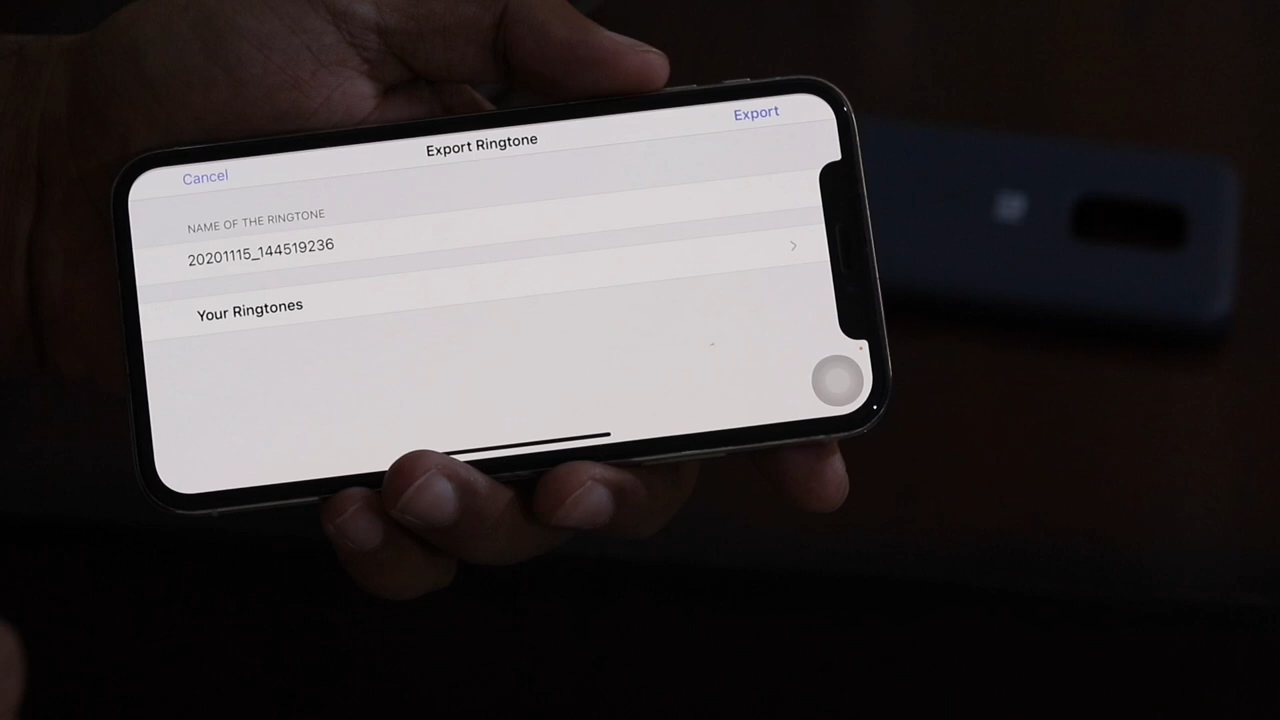 Cancel
Export Ringtone
Export
NAME OF THE RINGTONE
20201115_144519236
Your Ringtones